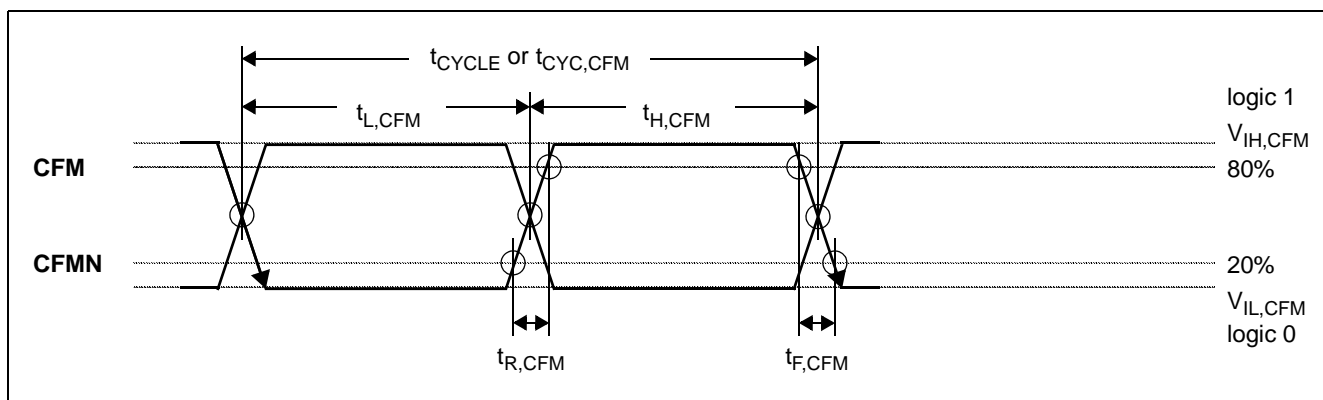 tCYCLE or tCYC,CFM
tL,CFM
tH,CFM
logic 1
VIH,CFM
CFM
80%
CFMN
20%
VIL,CFM
logic 0
tR,CFM
tF,CFM